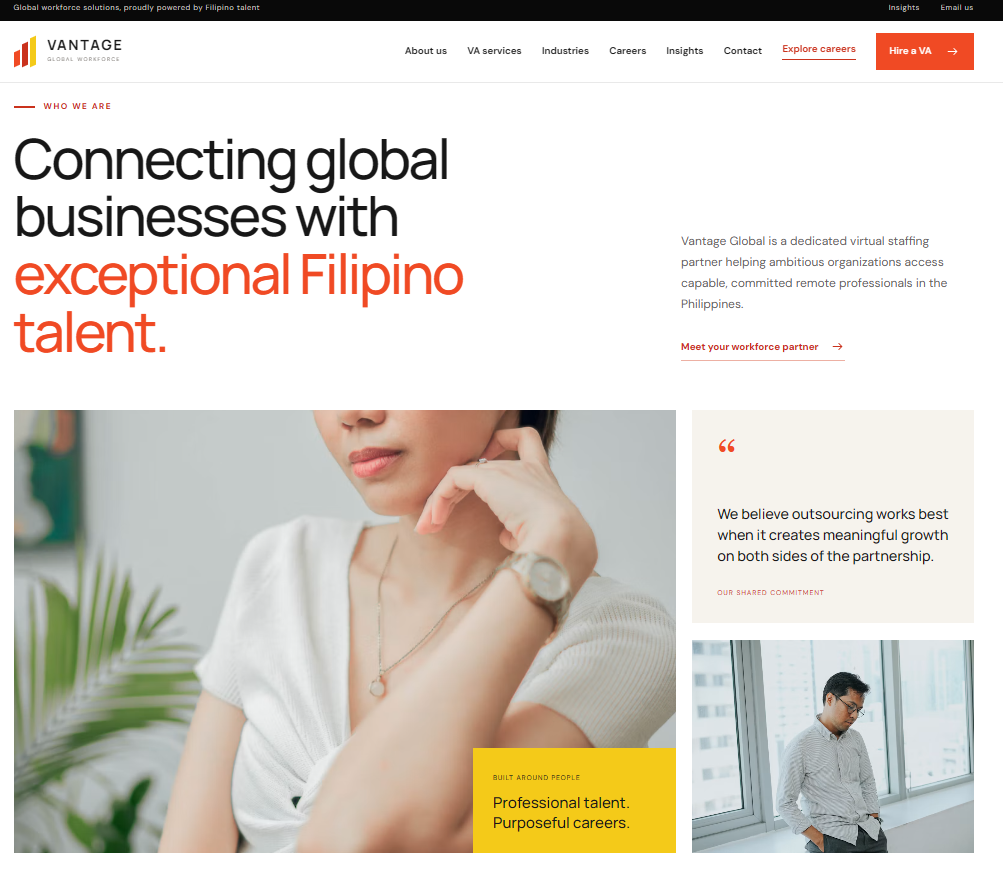 Global workforce solutions, proudly powered by Filipino talent
Insights
Email us
VANTAGE
GLOBAL WORKFORCE
About us
VA services
Industries
Careers
Insights
Contact
Explore careers
Hire a VA →
WHO WE ARE
Connecting global
businesses with
exceptional Filipino
talent.
Vantage Global is a dedicated virtual staffing
partner helping ambitious organizations access
capable, committed remote professionals in the
Philippines.
Meet your workforce partner →
“
We believe outsourcing works best
when it creates meaningful growth
on both sides of the partnership.
OUR SHARED COMMITMENT
BUILT AROUND PEOPLE
Professional talent.
Purposeful careers.